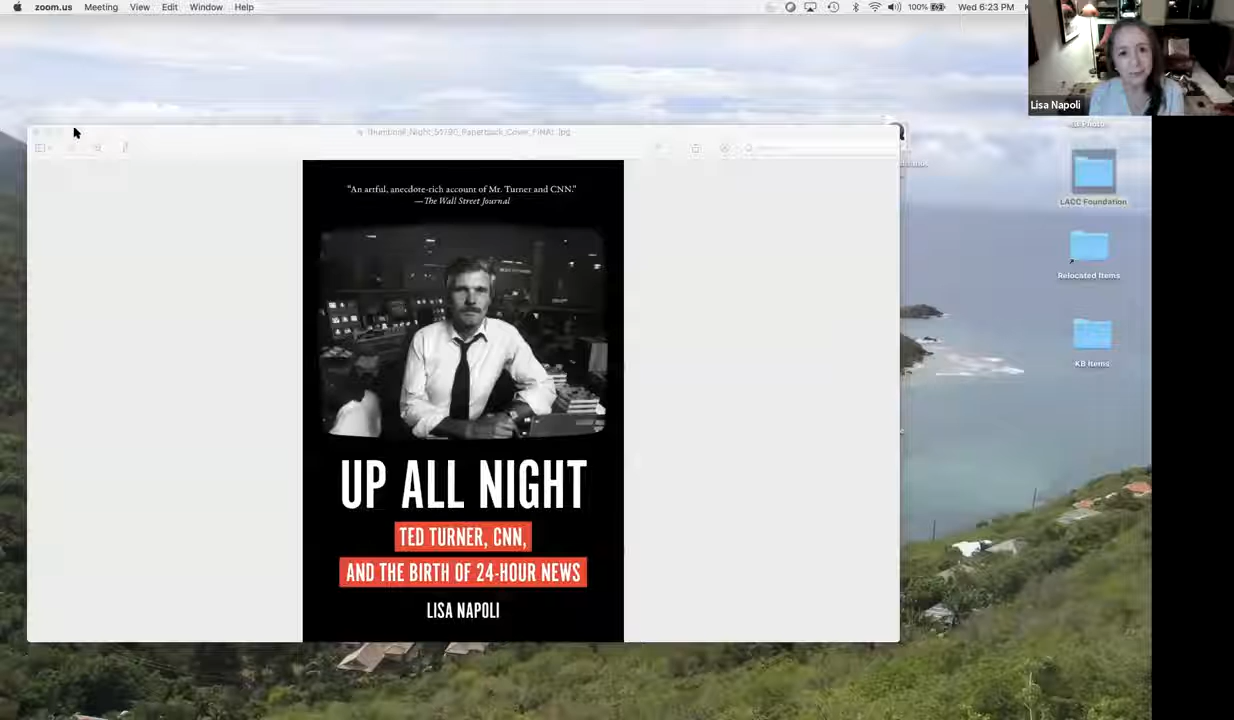 zoom.us Meeting View Edit Window Help
100% Wed 6:23 PM
Lisa Napoli
LACC Foundation
Relocated Items
KB Items
"An artful, anecdore-rich account of Mr. Turner and CNN."
—The Wall Street Journal
UP ALL NIGHT
TED TURNER, CNN,
AND THE BIRTH OF 24-HOUR NEWS
LISA NAPOLI